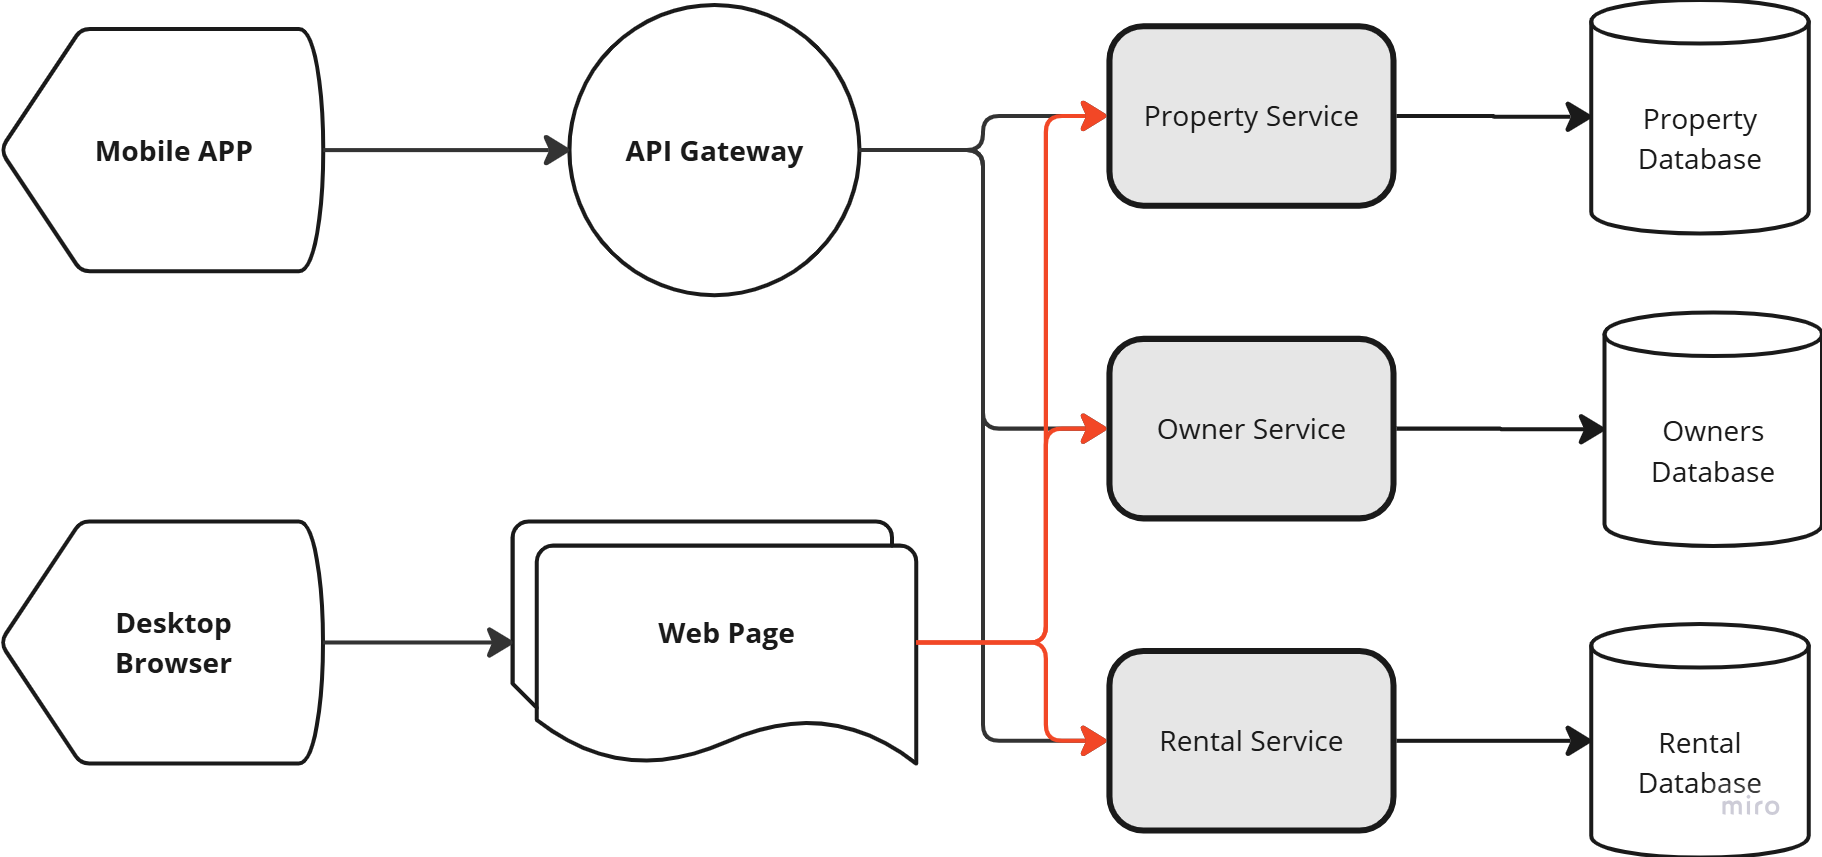 Mobile APP
API Gateway
Property Service
Property
Database
Owner Service
Owners
Database
Desktop
Browser
Web Page
Rental Service
Rental
Database
miro